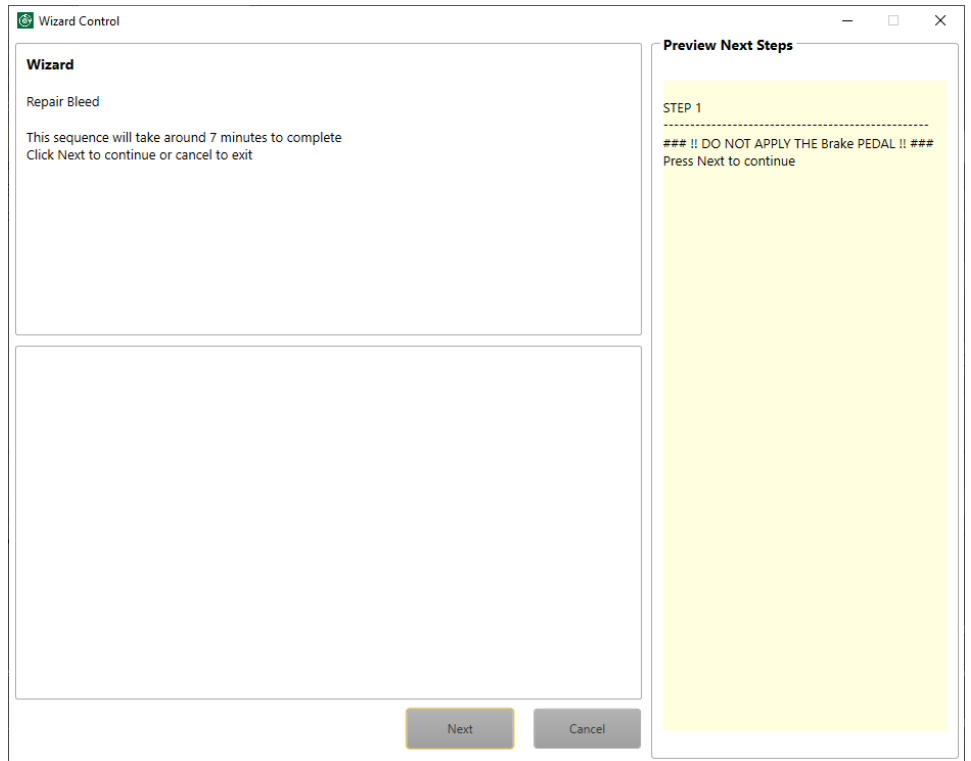 Wizard Control
Wizard
Repair Bleed
This sequence will take around 7 minutes to complete
Click Next to continue or cancel to exit
Next
Cancel
Preview Next Steps
STEP 1
--------------------------------------------------
### !! DO NOT APPLY THE Brake PEDAL !! ###
Press Next to continue